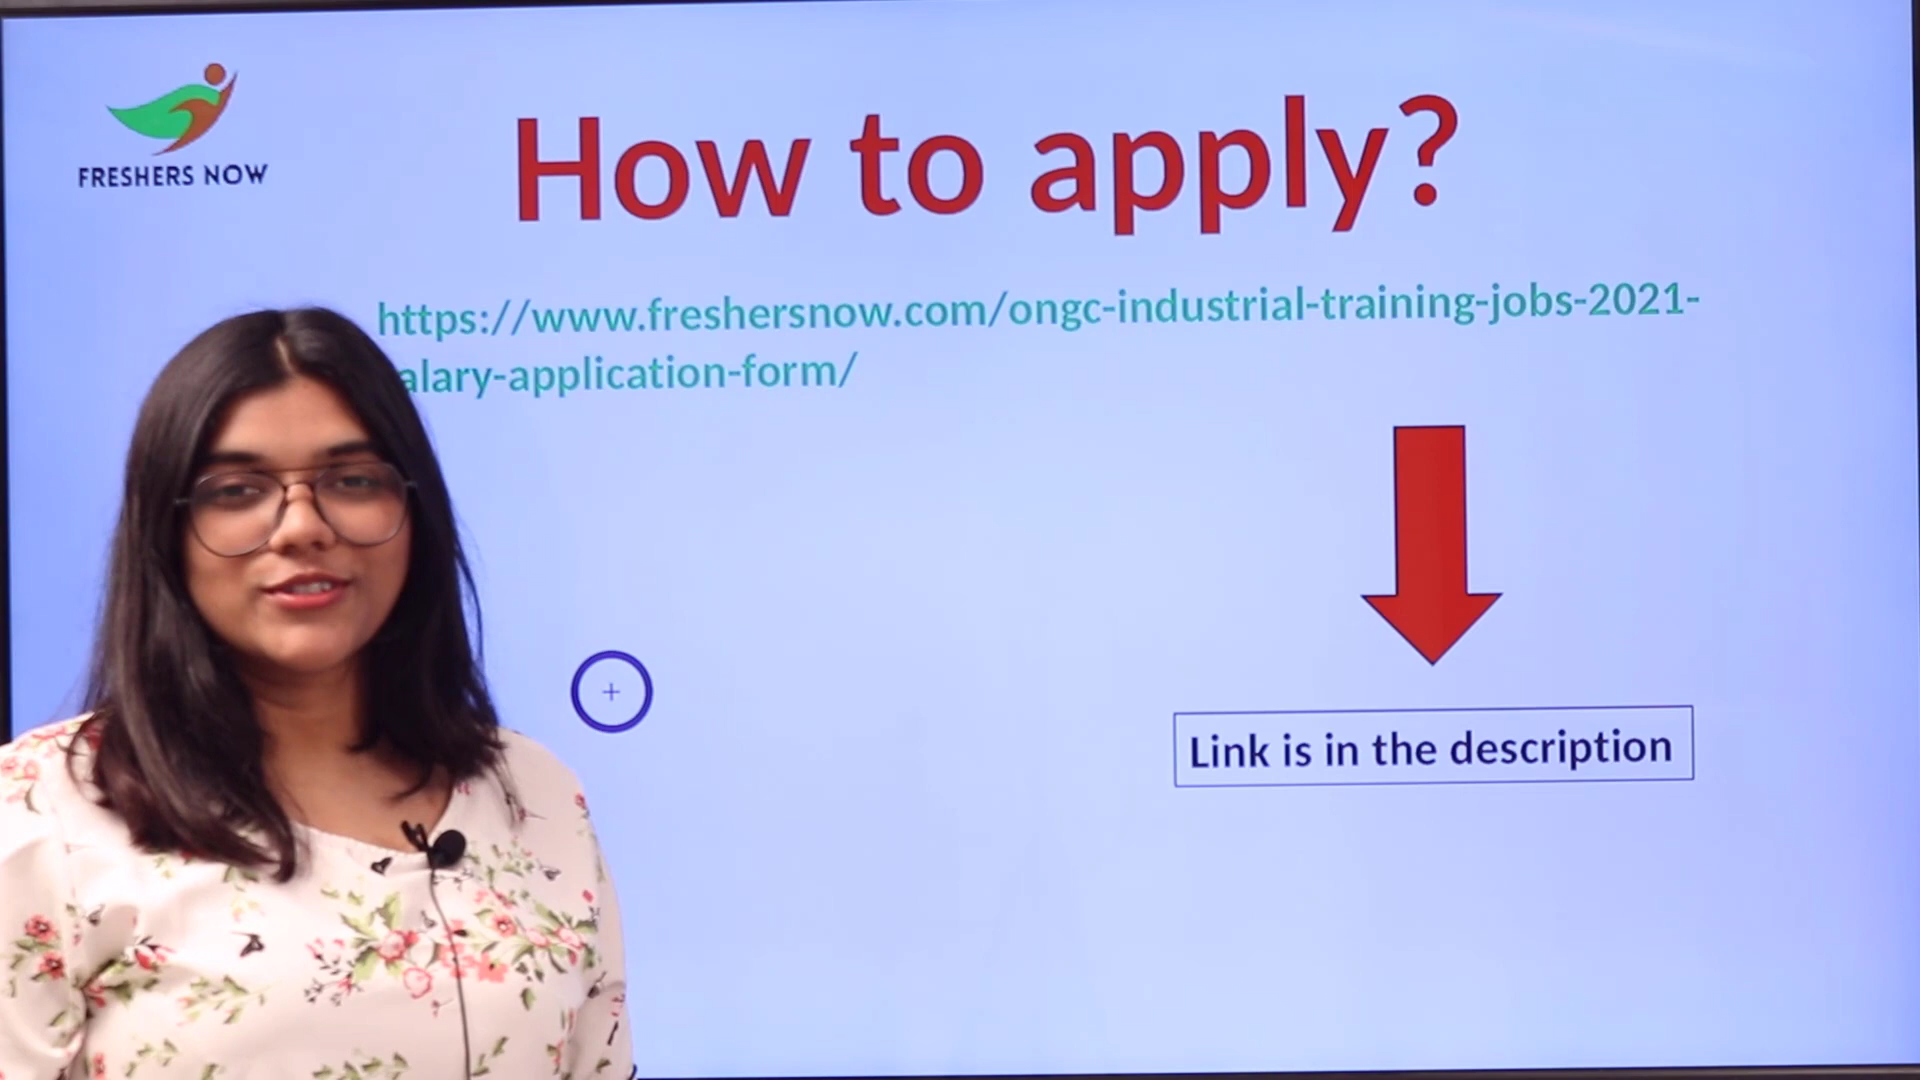 FRESHERS NOW
How to apply?
https://www.freshersnow.com/ongc-industrial-training-jobs-2021-
alary-application-form/
Link is in the description